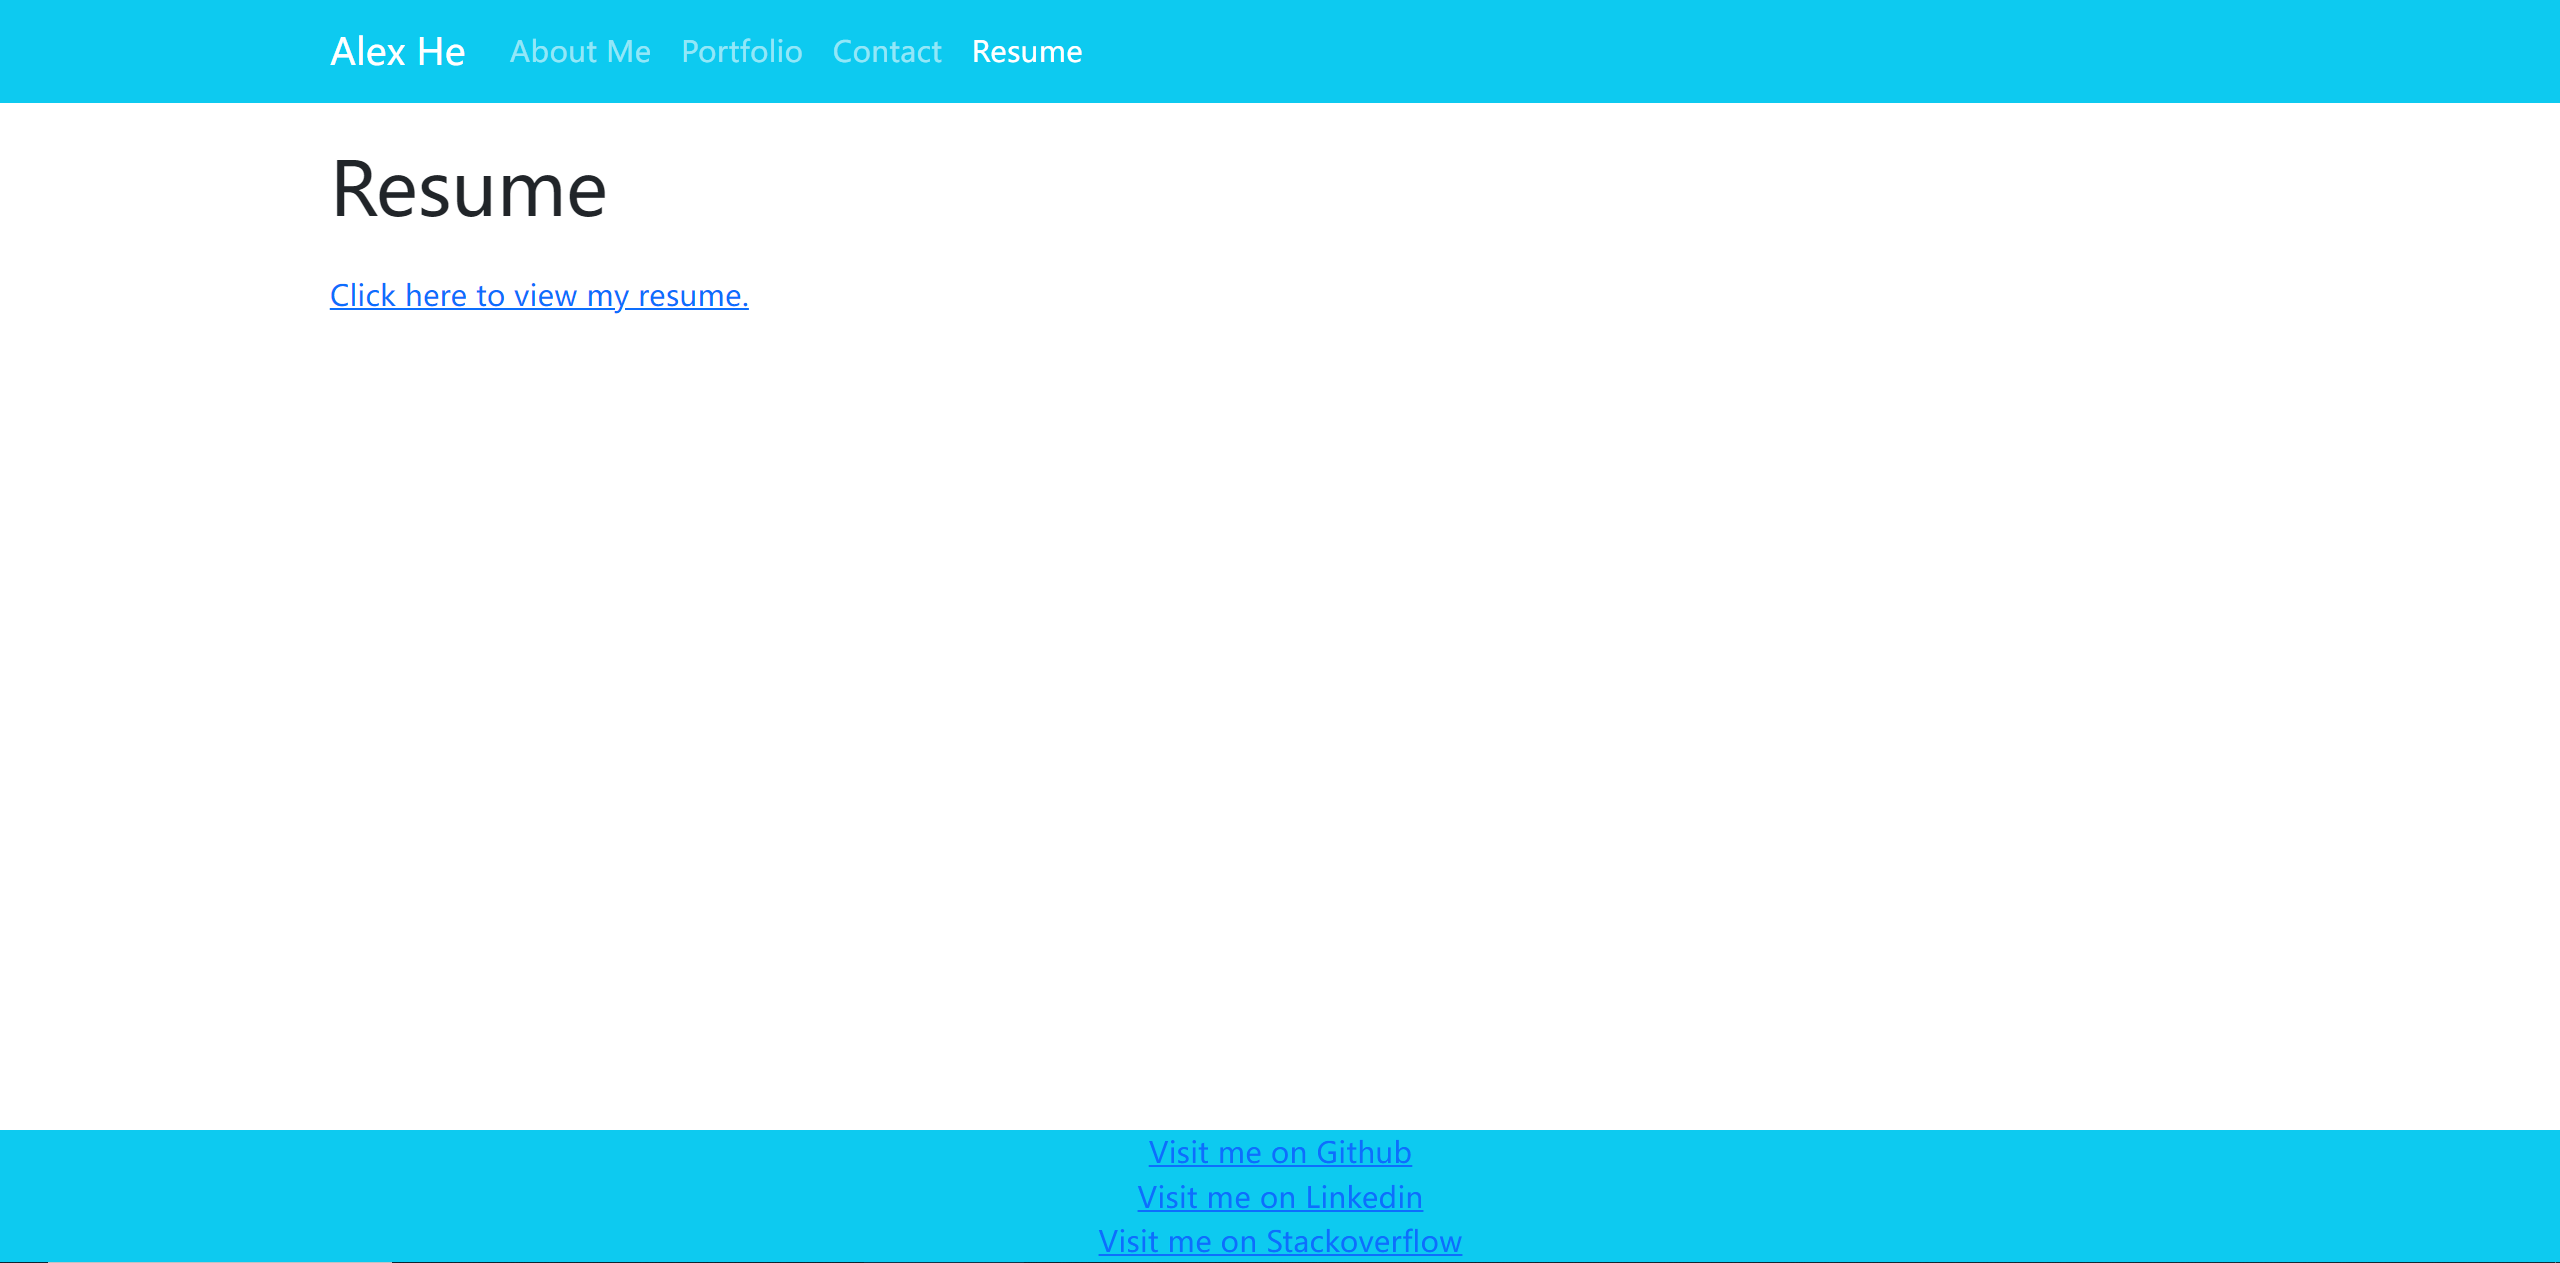 Alex He About Me Portfolio Contact Resume
Resume
Click here to view my resume.
Visit me on Github
Visit me on Linkedin
Visit me on Stackoverflow